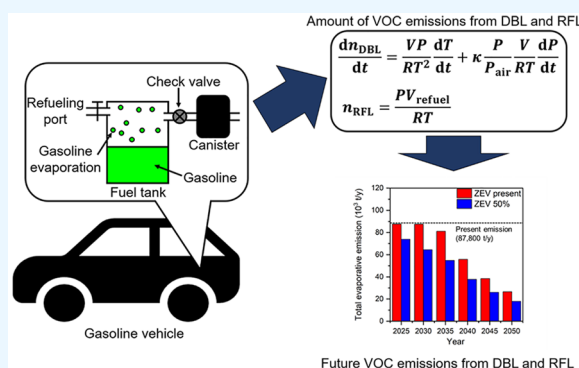 Amount of VOC emissions from DBL and RFL
dn_DBL/dt = VP/RT² dT/dt + κ P/P_air V/RT dP/dt
n_RFL = PV_refuel/RT
Check valve
Refueling
port
Gasoline
evaporation
Canister
Gasoline
Fuel tank
Gasoline vehicle
Total evaporative emission (10³ t/y)
120
100
80
60
40
20
0
ZEV present
ZEV 50%
Present emission
(87,800 t/y)
2025 2030 2035 2040 2045 2050
Year
Future VOC emissions from DBL and RFL